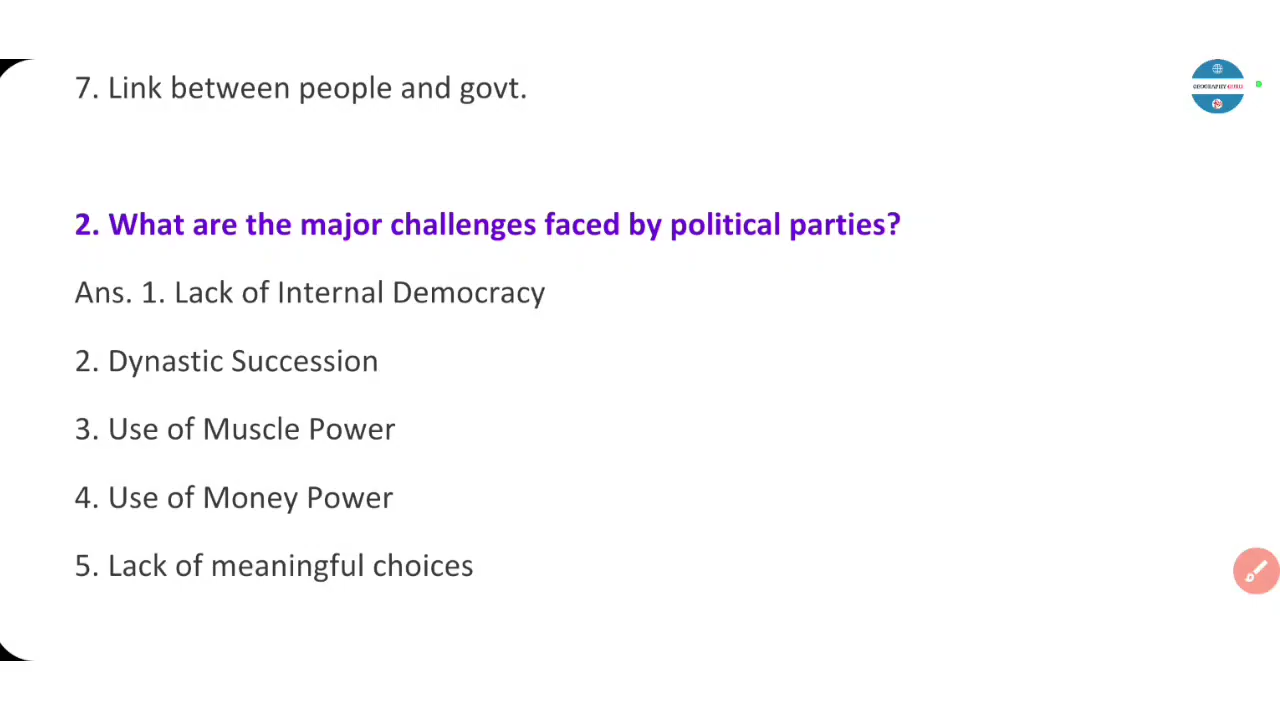 7. Link between people and govt.
GEOGRAPHY
2. What are the major challenges faced by political parties?
Ans. 1. Lack of Internal Democracy
2. Dynastic Succession
3. Use of Muscle Power
4. Use of Money Power
5. Lack of meaningful choices